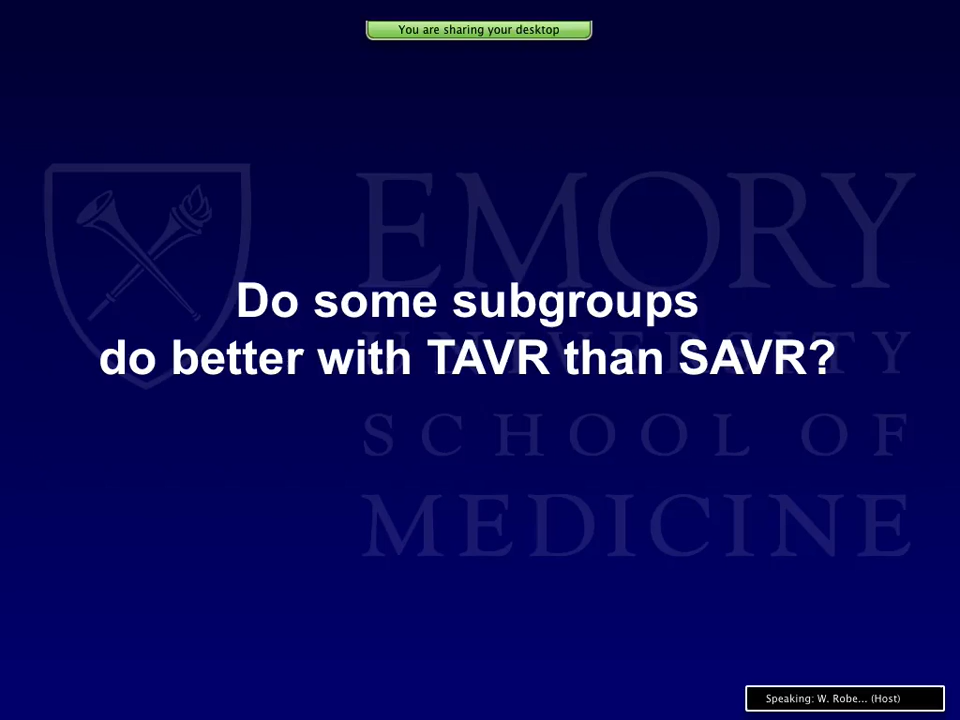 You are sharing your desktop
EMORY
Do some subgroups
do better with TAVR than SAVR?
UNIVERSITY
SCHOOL OF
MEDICINE
Speaking: W. Robe... (Host)